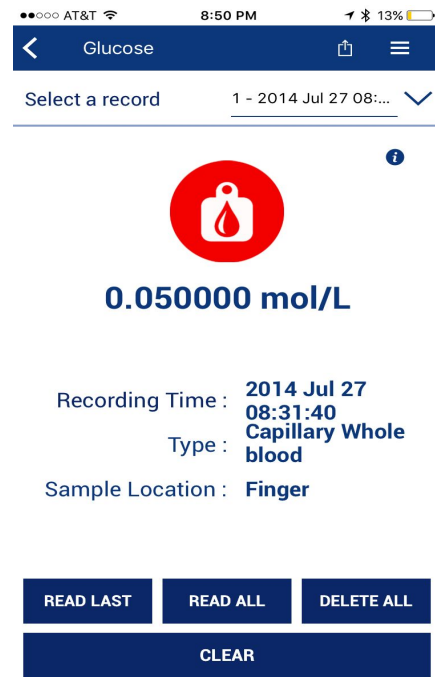 AT&T 8:50 PM 13%
Glucose
Select a record 1 - 2014 Jul 27 08:...
i
0.050000 mol/L
Recording Time : 2014 Jul 27
08:31:40
Type : Capillary Whole
blood
Sample Location : Finger
READ LAST READ ALL DELETE ALL
CLEAR